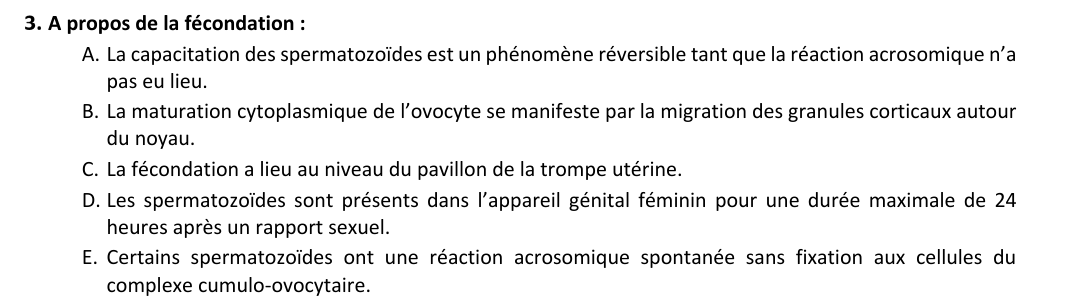 3. A propos de la fécondation :
A. La capacitation des spermatozoïdes est un phénomène réversible tant que la réaction acrosomique n’a
pas eu lieu.
B. La maturation cytoplasmique de l’ovocyte se manifeste par la migration des granules corticaux autour
du noyau.
C. La fécondation a lieu au niveau du pavillon de la trompe utérine.
D. Les spermatozoïdes sont présents dans l’appareil génital féminin pour une durée maximale de 24
heures après un rapport sexuel.
E. Certains spermatozoïdes ont une réaction acrosomique spontanée sans fixation aux cellules du
complexe cumulo-ovocytaire.